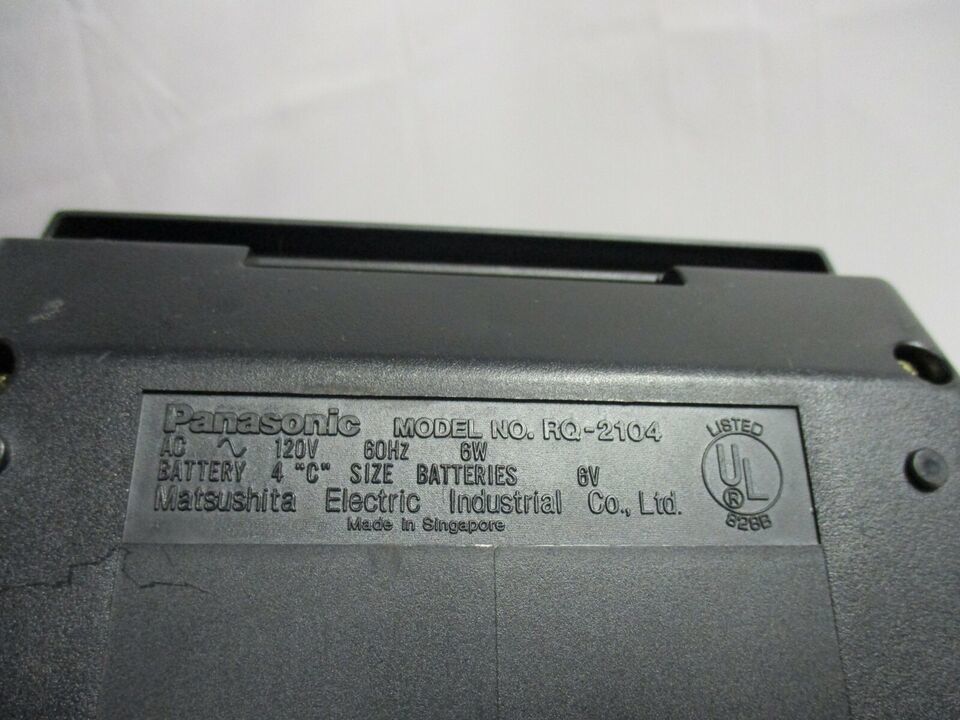 Panasonic MODEL NO. RQ-2104
AC ∿ 120V 60Hz 6W
BATTERY 4 "C" SIZE BATTERIES 6V
Matsushita Electric Industrial Co., Ltd.
Made in Singapore
LISTED
UL
®
828B